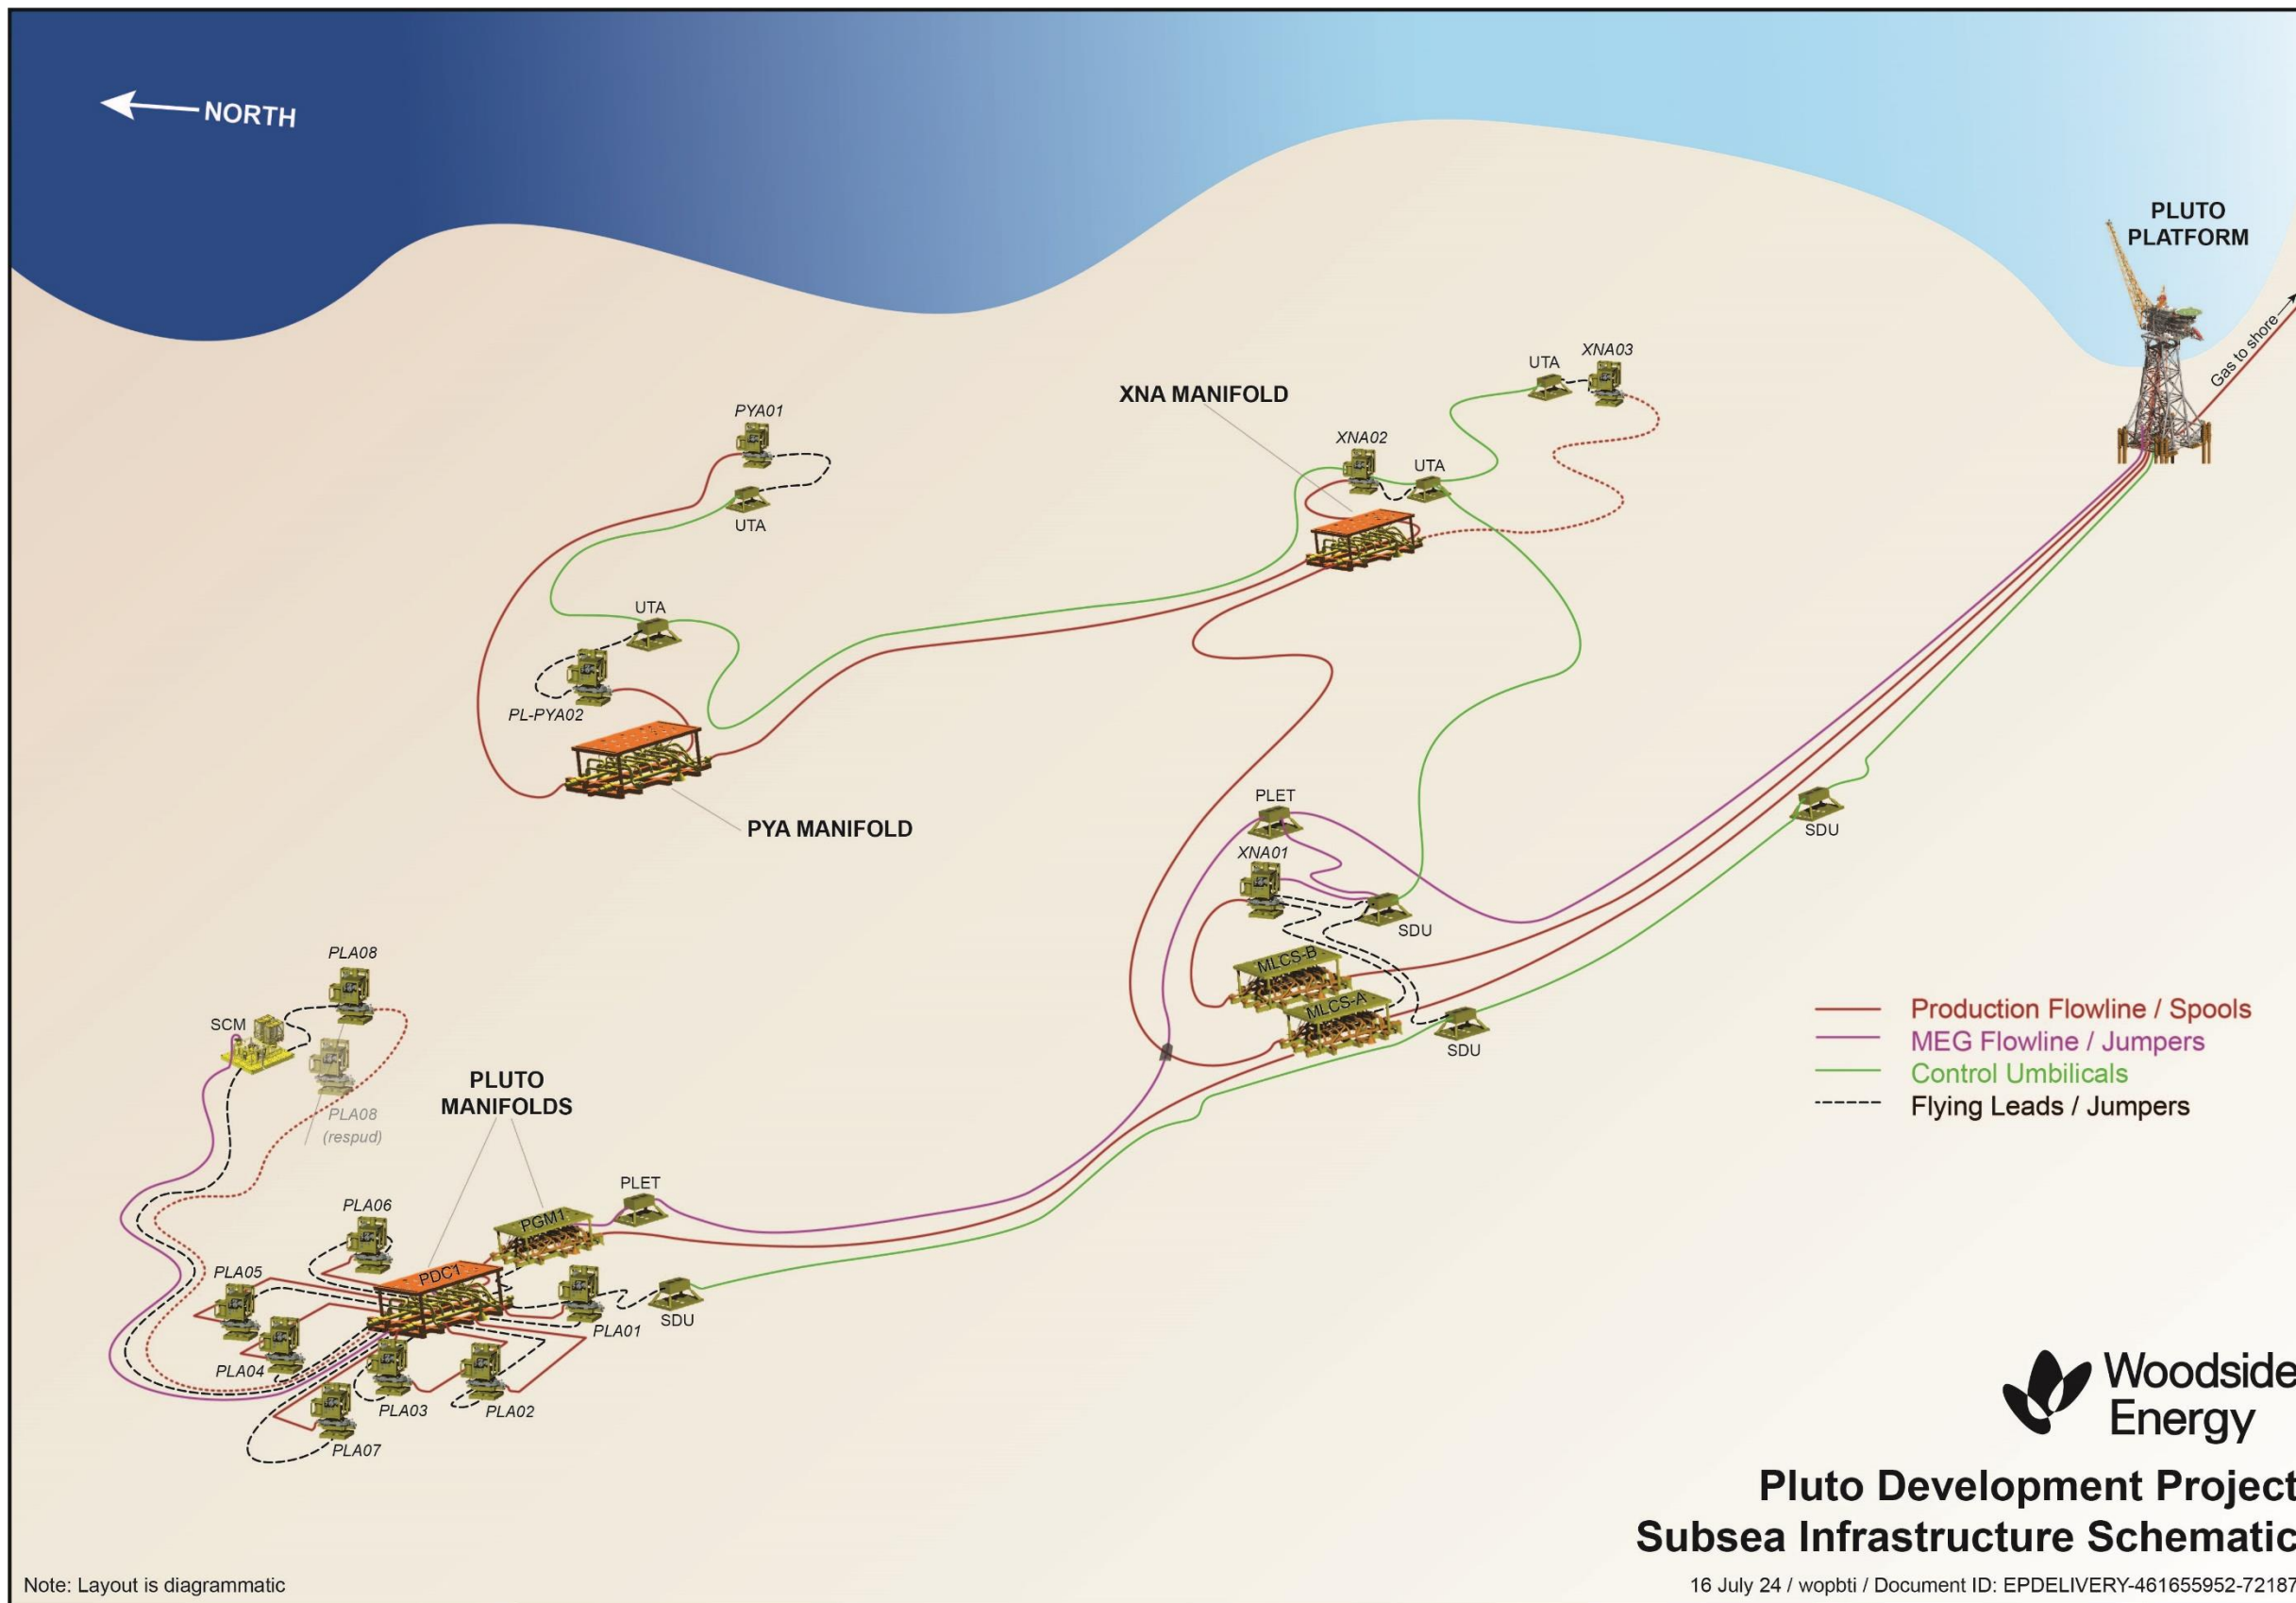 NORTH
PLUTO
PLATFORM
Gas to shore
XNA03
UTA
XNA MANIFOLD
PYA01
XNA02
UTA
UTA
UTA
PL-PYA02
PYA MANIFOLD
PLET
SDU
XNA01
SDU
MLCS-B
MLCS-A
SDU
PLA08
SCM
PLUTO
MANIFOLDS
PLA08
(respud)
Production Flowline / Spools
MEG Flowline / Jumpers
Control Umbilicals
Flying Leads / Jumpers
PLET
PLA06
PGM1
PLA05
PDC1
PLA01
SDU
PLA04
PLA03
PLA02
PLA07
Woodside
Energy
Pluto Development Project
Subsea Infrastructure Schematic
Note: Layout is diagrammatic
16 July 24 / wopbti / Document ID: EPDELIVERY-461655952-72187